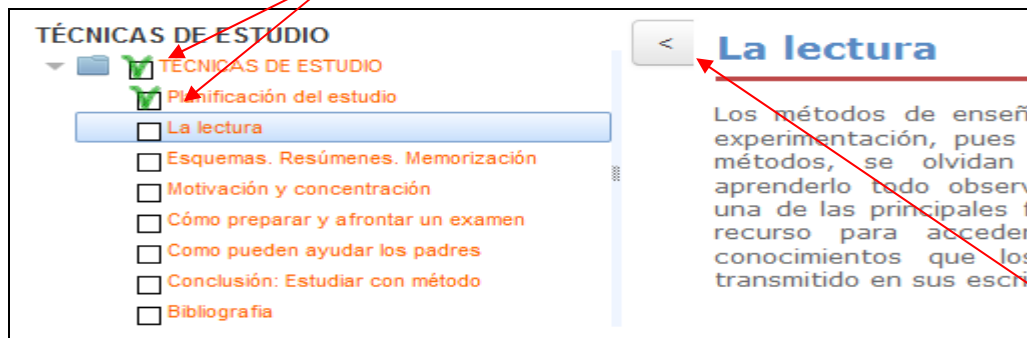 TÉCNICAS DE ESTUDIO
TÉCNICAS DE ESTUDIO
Planificación del estudio
La lectura
Esquemas. Resúmenes. Memorización
Motivación y concentración
Cómo preparar y afrontar un examen
Como pueden ayudar los padres
Conclusión: Estudiar con método
Bibliografia
<
La lectura
Los métodos de enseñ
experimentación, pues
métodos, se olvidan
aprenderlo todo observ
una de las principales f
recurso para acceder
conocimientos que los
transmitido en sus escri